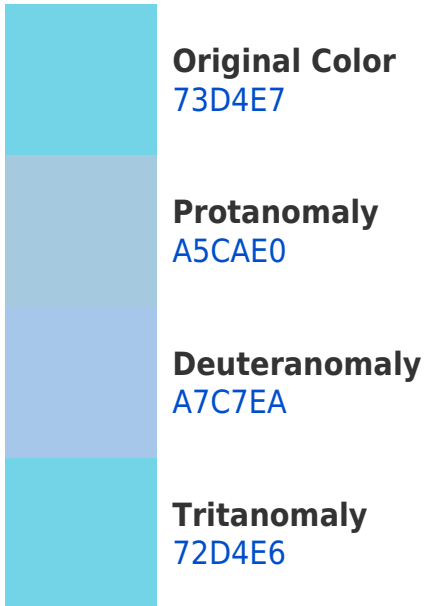 Original Color
73D4E7
Protanomaly
A5CAE0
Deuteranomaly
A7C7EA
Tritanomaly
72D4E6